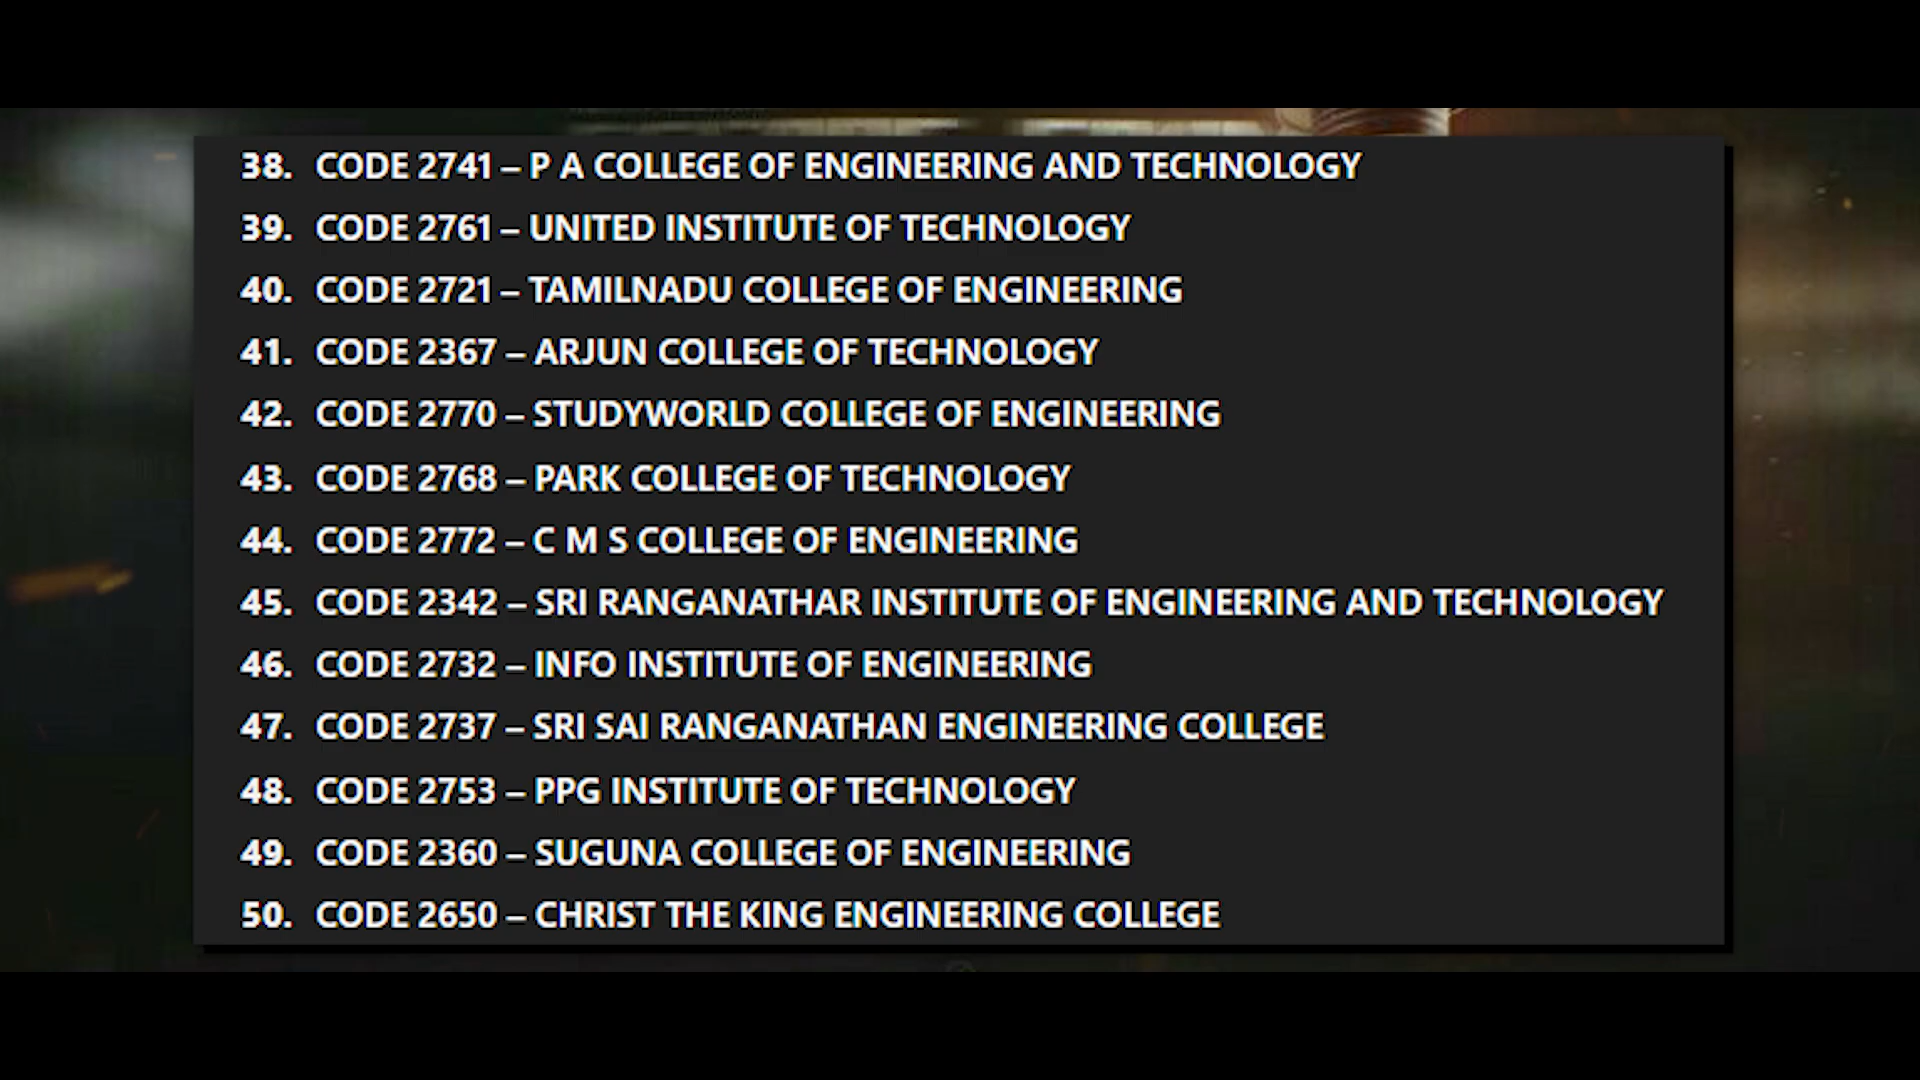 38. CODE 2741 – P A COLLEGE OF ENGINEERING AND TECHNOLOGY
39. CODE 2761 – UNITED INSTITUTE OF TECHNOLOGY
40. CODE 2721 – TAMILNADU COLLEGE OF ENGINEERING
41. CODE 2367 – ARJUN COLLEGE OF TECHNOLOGY
42. CODE 2770 – STUDYWORLD COLLEGE OF ENGINEERING
43. CODE 2768 – PARK COLLEGE OF TECHNOLOGY
44. CODE 2772 – C M S COLLEGE OF ENGINEERING
45. CODE 2342 – SRI RANGANATHAR INSTITUTE OF ENGINEERING AND TECHNOLOGY
46. CODE 2732 – INFO INSTITUTE OF ENGINEERING
47. CODE 2737 – SRI SAI RANGANATHAN ENGINEERING COLLEGE
48. CODE 2753 – PPG INSTITUTE OF TECHNOLOGY
49. CODE 2360 – SUGUNA COLLEGE OF ENGINEERING
50. CODE 2650 – CHRIST THE KING ENGINEERING COLLEGE